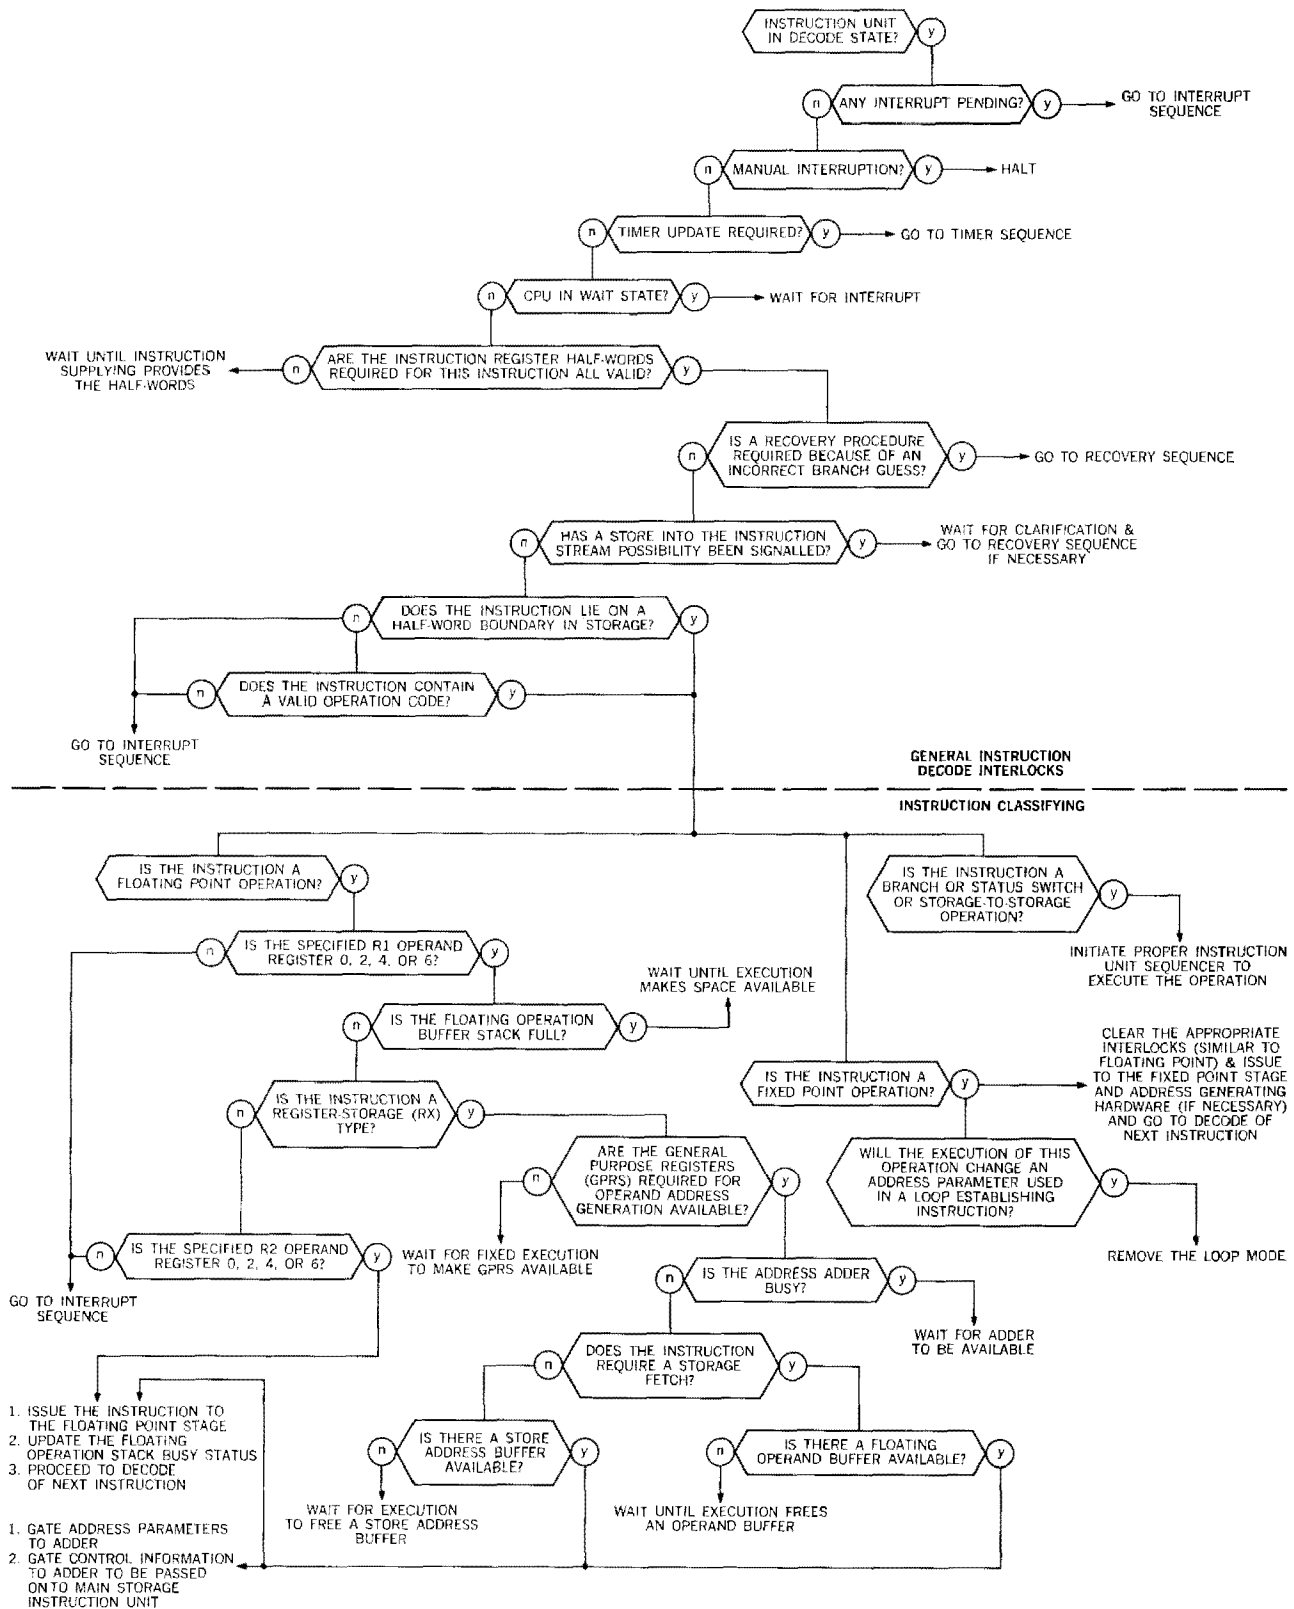 INSTRUCTION UNIT
IN DECODE STATE?
y
n
ANY INTERRUPT PENDING?
y
GO TO INTERRUPT
SEQUENCE
n
MANUAL INTERRUPTION?
y
HALT
n
TIMER UPDATE REQUIRED?
y
GO TO TIMER SEQUENCE
n
CPU IN WAIT STATE?
y
WAIT FOR INTERRUPT
WAIT UNTIL INSTRUCTION
SUPPLYING PROVIDES
THE HALF-WORDS
n
ARE THE INSTRUCTION REGISTER HALF-WORDS
REQUIRED FOR THIS INSTRUCTION ALL VALID?
y
n
IS A RECOVERY PROCEDURE
REQUIRED BECAUSE OF AN
INCORRECT BRANCH GUESS?
y
GO TO RECOVERY SEQUENCE
n
HAS A STORE INTO THE INSTRUCTION
STREAM POSSIBILITY BEEN SIGNALLED?
y
WAIT FOR CLARIFICATION &
GO TO RECOVERY SEQUENCE
IF NECESSARY
n
DOES THE INSTRUCTION LIE ON A
HALF-WORD BOUNDARY IN STORAGE?
y
n
DOES THE INSTRUCTION CONTAIN
A VALID OPERATION CODE?
y
GO TO INTERRUPT
SEQUENCE
GENERAL INSTRUCTION
DECODE INTERLOCKS
INSTRUCTION CLASSIFYING
IS THE INSTRUCTION A
FLOATING POINT OPERATION?
y
IS THE INSTRUCTION A
BRANCH OR STATUS SWITCH
OR STORAGE-TO-STORAGE
OPERATION?
y
INITIATE PROPER INSTRUCTION
UNIT SEQUENCER TO
EXECUTE THE OPERATION
n
IS THE SPECIFIED R1 OPERAND
REGISTER 0, 2, 4, OR 6?
y
WAIT UNTIL EXECUTION
MAKES SPACE AVAILABLE
n
IS THE FLOATING OPERATION
BUFFER STACK FULL?
y
IS THE INSTRUCTION A
FIXED POINT OPERATION?
y
CLEAR THE APPROPRIATE
INTERLOCKS (SIMILAR TO
FLOATING POINT) & ISSUE
TO THE FIXED POINT STAGE
AND ADDRESS GENERATING
HARDWARE (IF NECESSARY)
AND GO TO DECODE OF
NEXT INSTRUCTION
n
IS THE INSTRUCTION A
REGISTER-STORAGE (RX)
TYPE?
y
n
ARE THE GENERAL
PURPOSE REGISTERS
(GPRS) REQUIRED FOR
OPERAND ADDRESS
GENERATION AVAILABLE?
y
WILL THE EXECUTION OF THIS
OPERATION CHANGE AN
ADDRESS PARAMETER USED
IN A LOOP ESTABLISHING
INSTRUCTION?
y
REMOVE THE LOOP MODE
n
IS THE SPECIFIED R2 OPERAND
REGISTER 0, 2, 4, OR 6?
y
WAIT FOR FIXED EXECUTION
TO MAKE GPRS AVAILABLE
GO TO INTERRUPT
SEQUENCE
n
IS THE ADDRESS ADDER
BUSY?
y
WAIT FOR ADDER
TO BE AVAILABLE
n
DOES THE INSTRUCTION
REQUIRE A STORAGE
FETCH?
y
1. ISSUE THE INSTRUCTION TO
THE FLOATING POINT STAGE
2. UPDATE THE FLOATING
OPERATION STACK BUSY STATUS
3. PROCEED TO DECODE
OF NEXT INSTRUCTION
n
IS THERE A STORE
ADDRESS BUFFER
AVAILABLE?
y
n
IS THERE A FLOATING
OPERAND BUFFER AVAILABLE?
y
WAIT FOR EXECUTION
TO FREE A STORE ADDRESS
BUFFER
WAIT UNTIL EXECUTION FREES
AN OPERAND BUFFER
1. GATE ADDRESS PARAMETERS
TO ADDER
2. GATE CONTROL INFORMATION
TO ADDER TO BE PASSED
ON TO MAIN STORAGE
INSTRUCTION UNIT